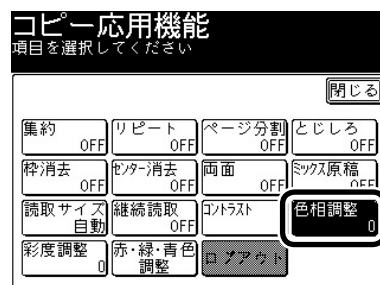 コピー応用機能
項目を選択してください
閉じる
集約 OFF
リピート OFF
ページ分割 OFF
とじしろ OFF
枠消去 OFF
センター消去 OFF
両面 OFF
ミックス原稿 OFF
読取サイズ 自動
継続読取 OFF
コントラスト
色相調整 0
彩度調整 0
赤・緑・青色調整
ログアウト